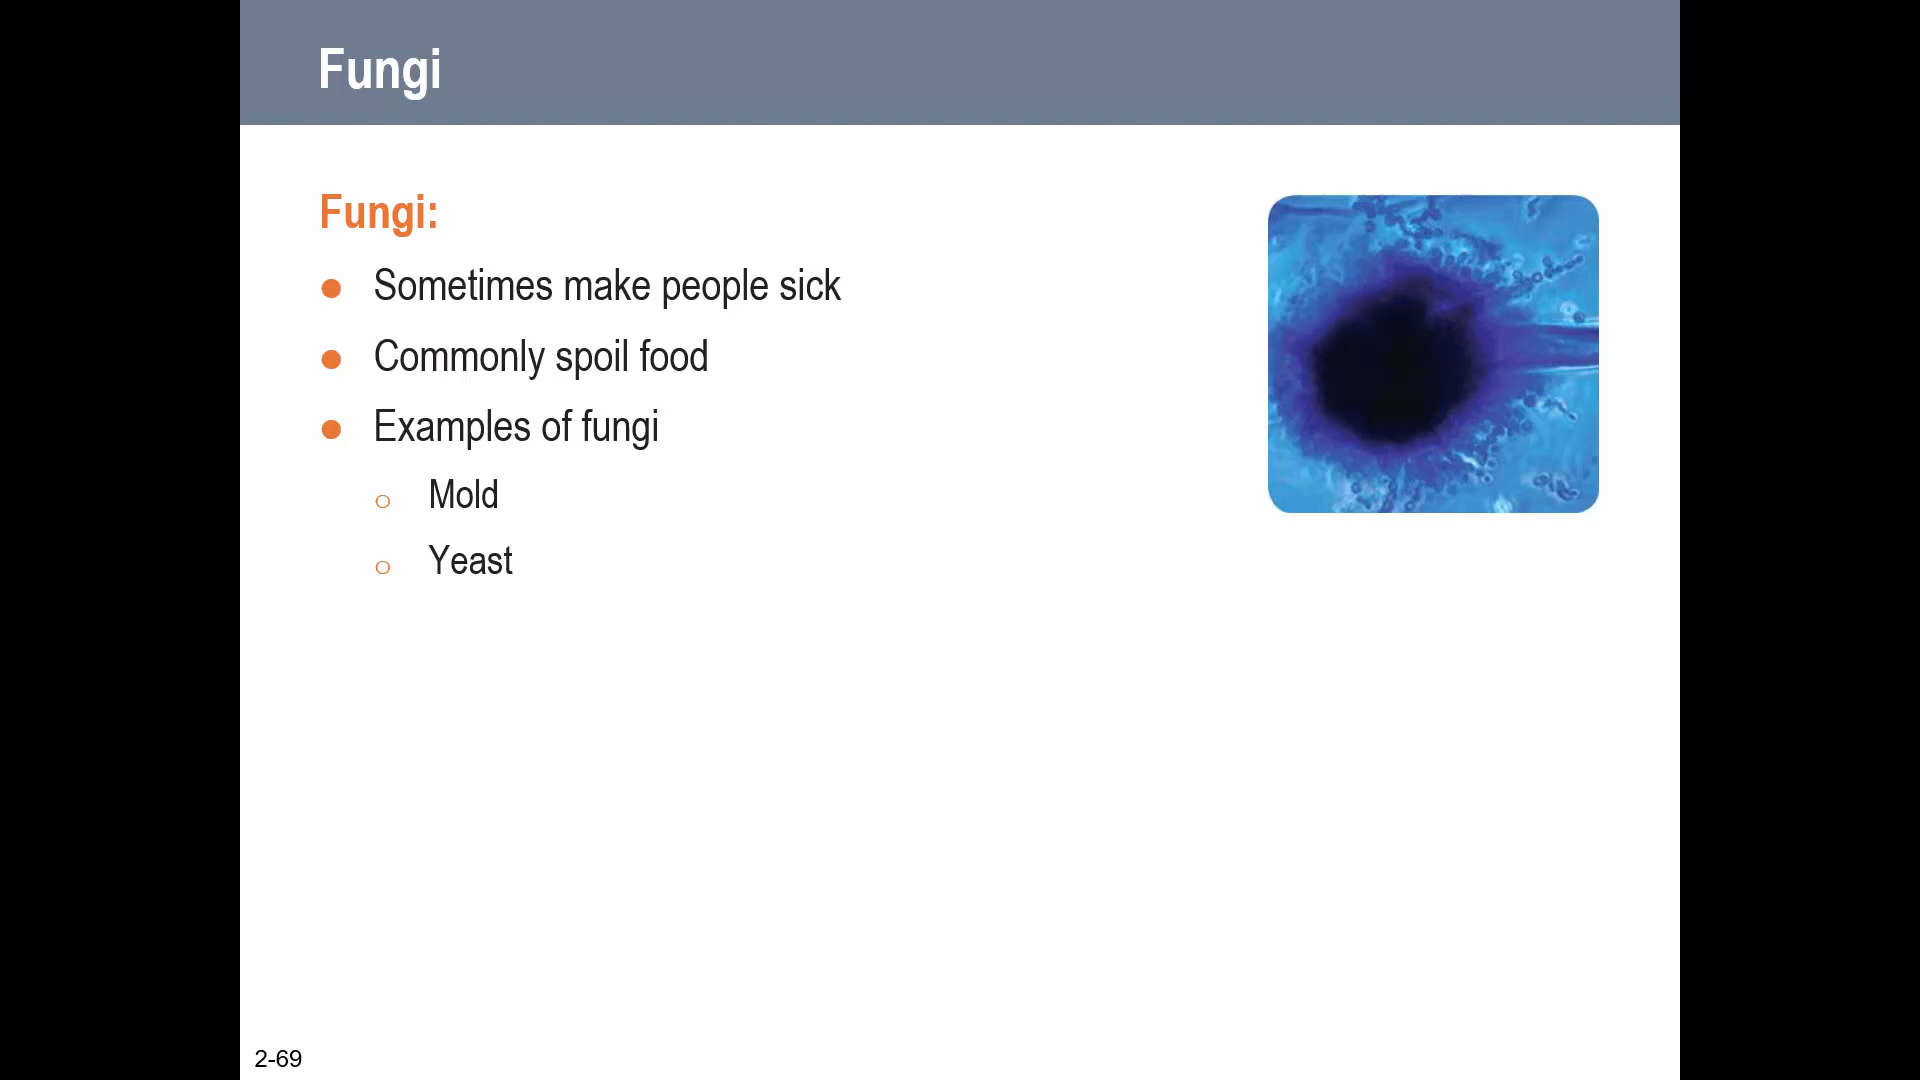 Fungi
Fungi:
Sometimes make people sick
Commonly spoil food
Examples of fungi
Mold
Yeast
2-69